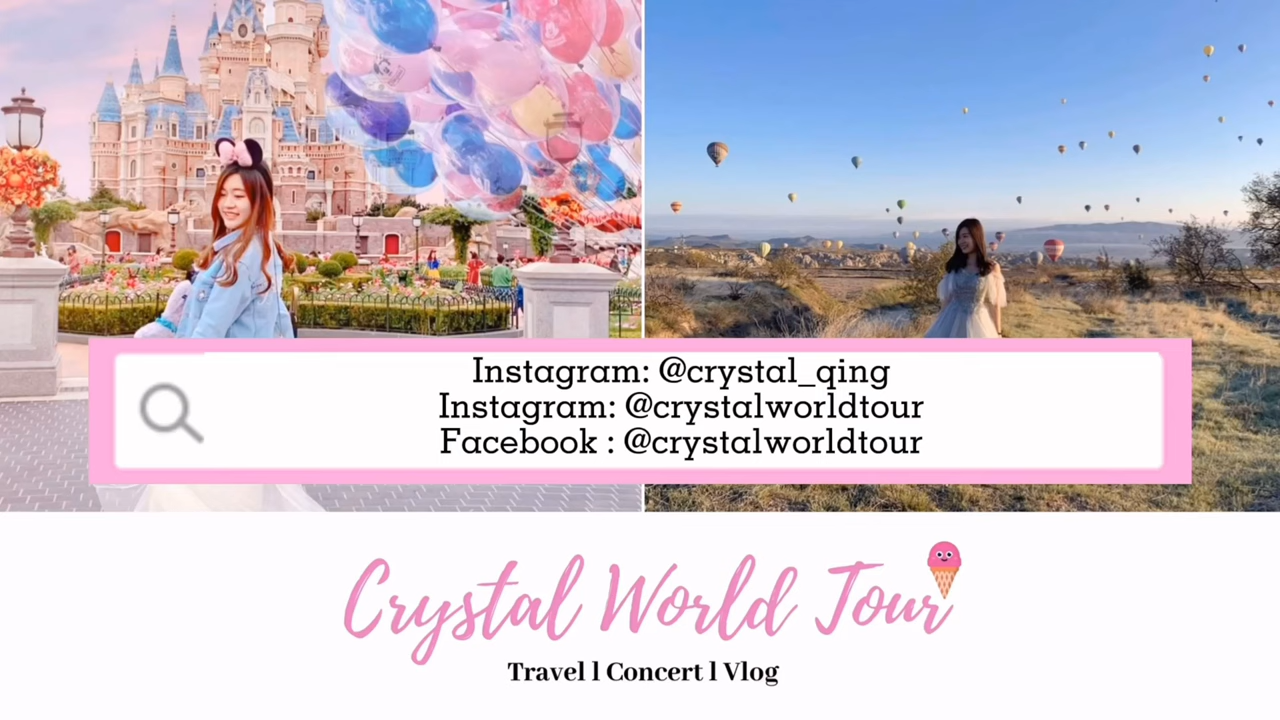 Instagram: @crystal_qing
Instagram: @crystalworldtour
Facebook : @crystalworldtour
Crystal World Tour
Travel l Concert l Vlog